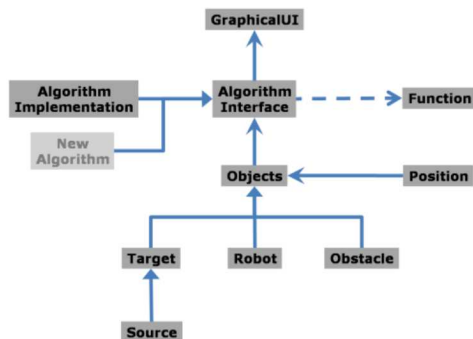 GraphicalUI
Algorithm
Implementation
Algorithm
Interface
Function
New
Algorithm
Objects
Position
Target
Robot
Obstacle
Source